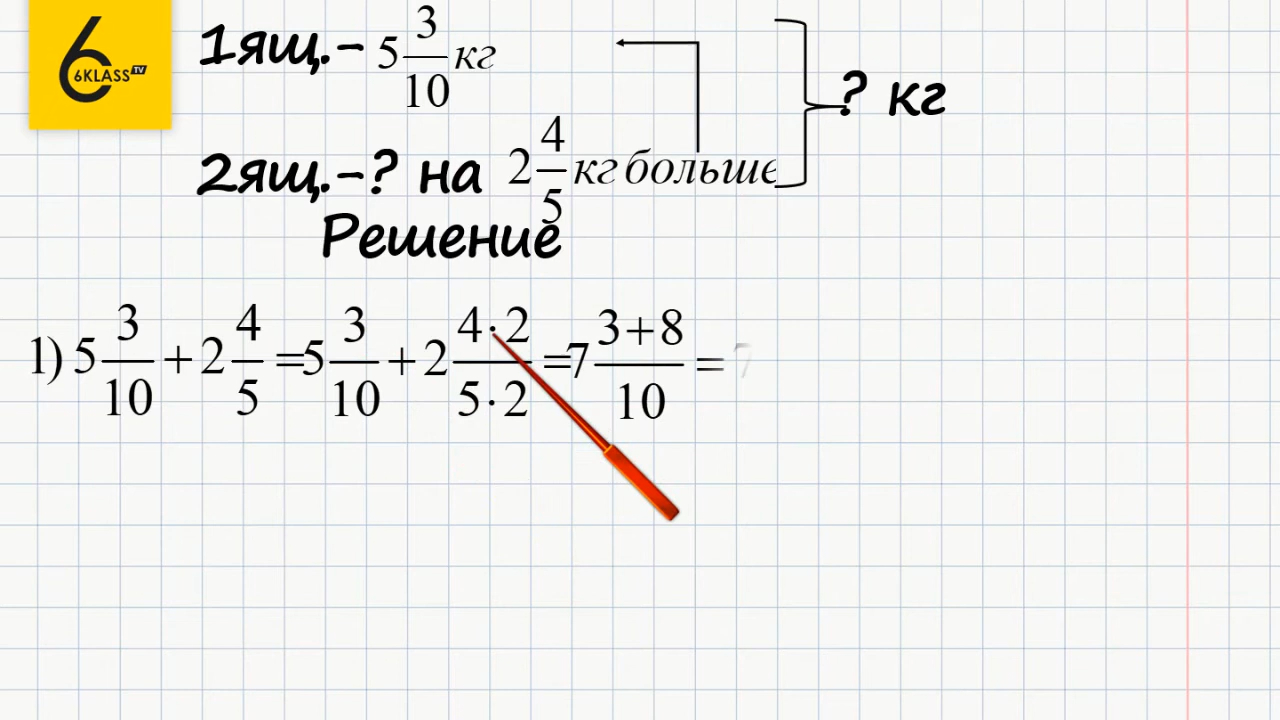 6KLASS TV
1ящ.- 5 3/10 кг
? кг
2ящ.-? на 2 4/5 кг больше
Решение
1) 5 3/10 + 2 4/5 = 5 3/10 + 2 4·2/5·2 = 7 3+8/10 = 7